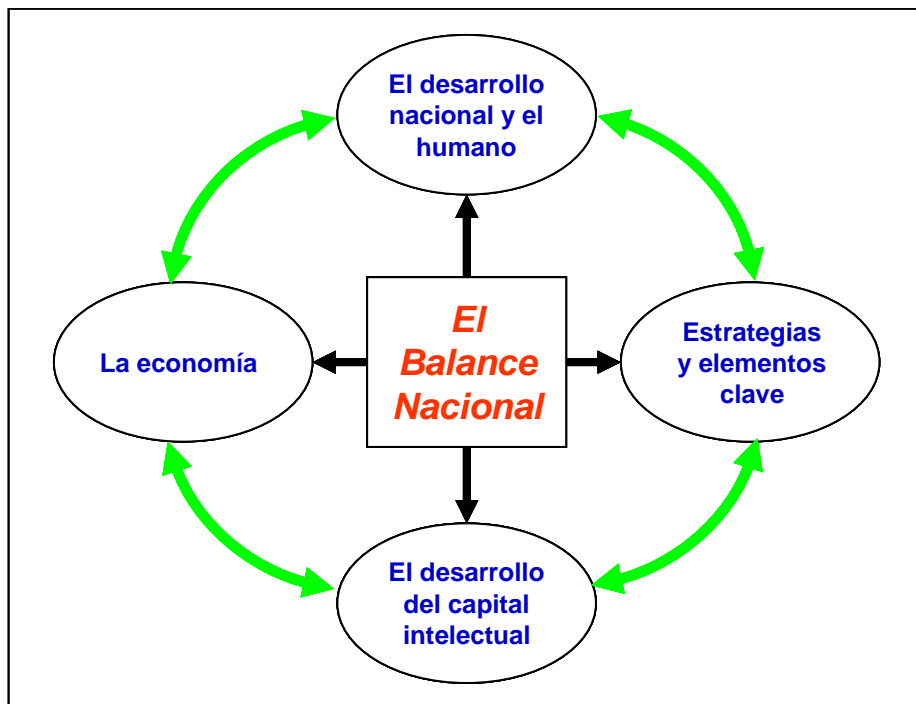 El desarrollo
nacional y el
humano
La economía
El
Balance
Nacional
Estrategias
y elementos
clave
El desarrollo
del capital
intelectual